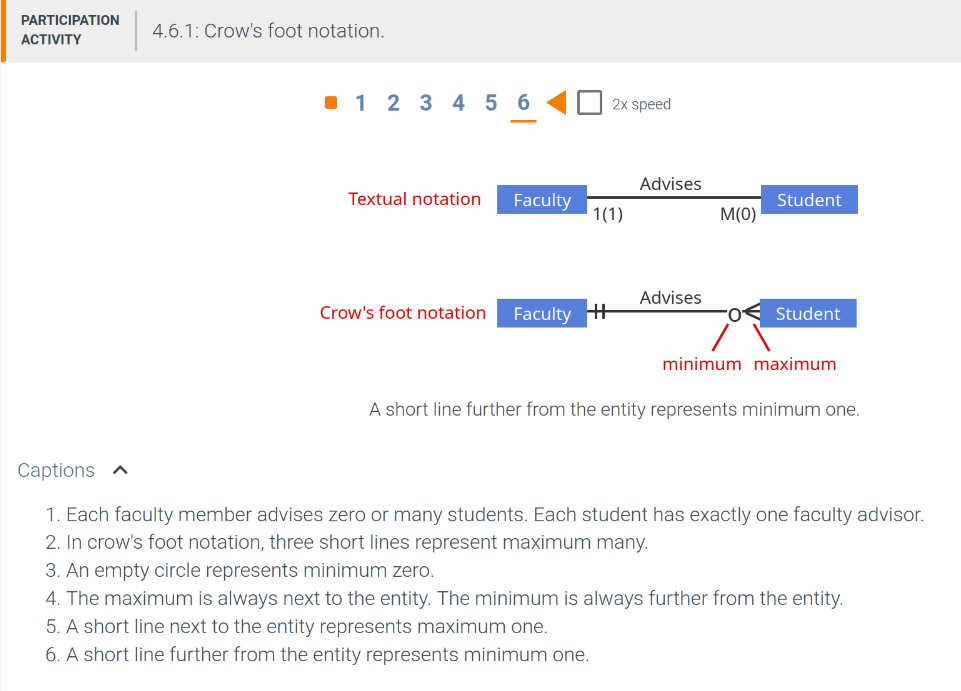 PARTICIPATION
ACTIVITY
4.6.1: Crow's foot notation.
1 2 3 4 5 6 2x speed
Textual notation Faculty Advises Student
1(1) M(0)
Crow's foot notation Faculty Advises Student
minimum maximum
A short line further from the entity represents minimum one.
Captions
1. Each faculty member advises zero or many students. Each student has exactly one faculty advisor.
2. In crow's foot notation, three short lines represent maximum many.
3. An empty circle represents minimum zero.
4. The maximum is always next to the entity. The minimum is always further from the entity.
5. A short line next to the entity represents maximum one.
6. A short line further from the entity represents minimum one.